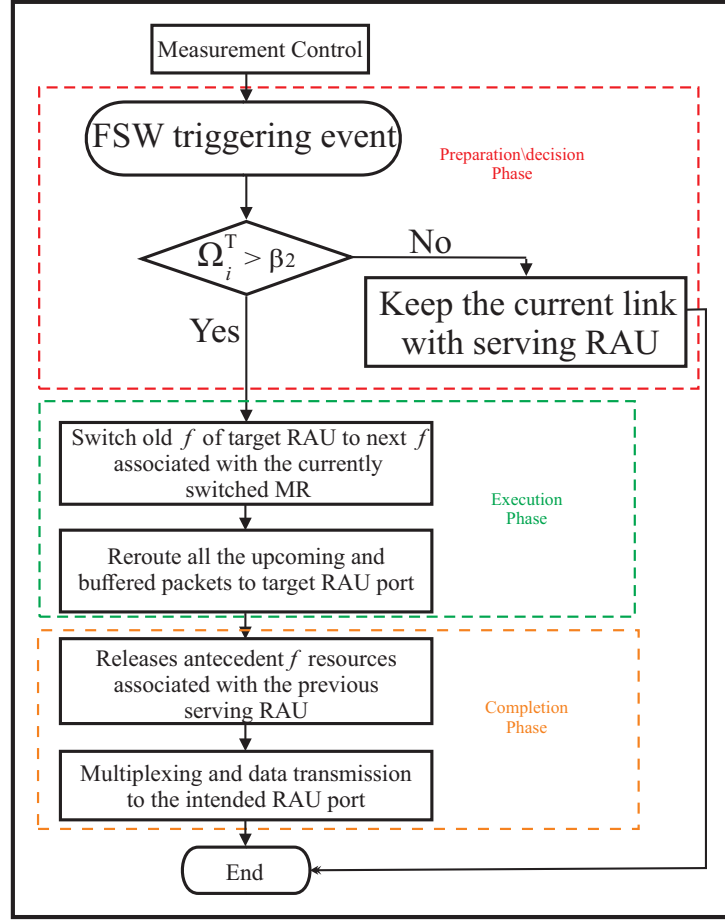 Measurement Control
FSW triggering event
Preparation\decision
Phase
Ω_i^T > β2
No
Keep the current link
with serving RAU
Yes
Switch old f of target RAU to next f
associated with the currently
switched MR
Execution
Phase
Reroute all the upcoming and
buffered packets to target RAU port
Releases antecedent f resources
associated with the previous
serving RAU
Completion
Phase
Multiplexing and data transmission
to the intended RAU port
End